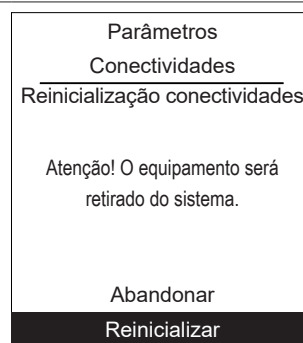 Parâmetros
Conectividades
Reinicialização conectividades
Atenção! O equipamento será
retirado do sistema.
Abandonar
Reinicializar